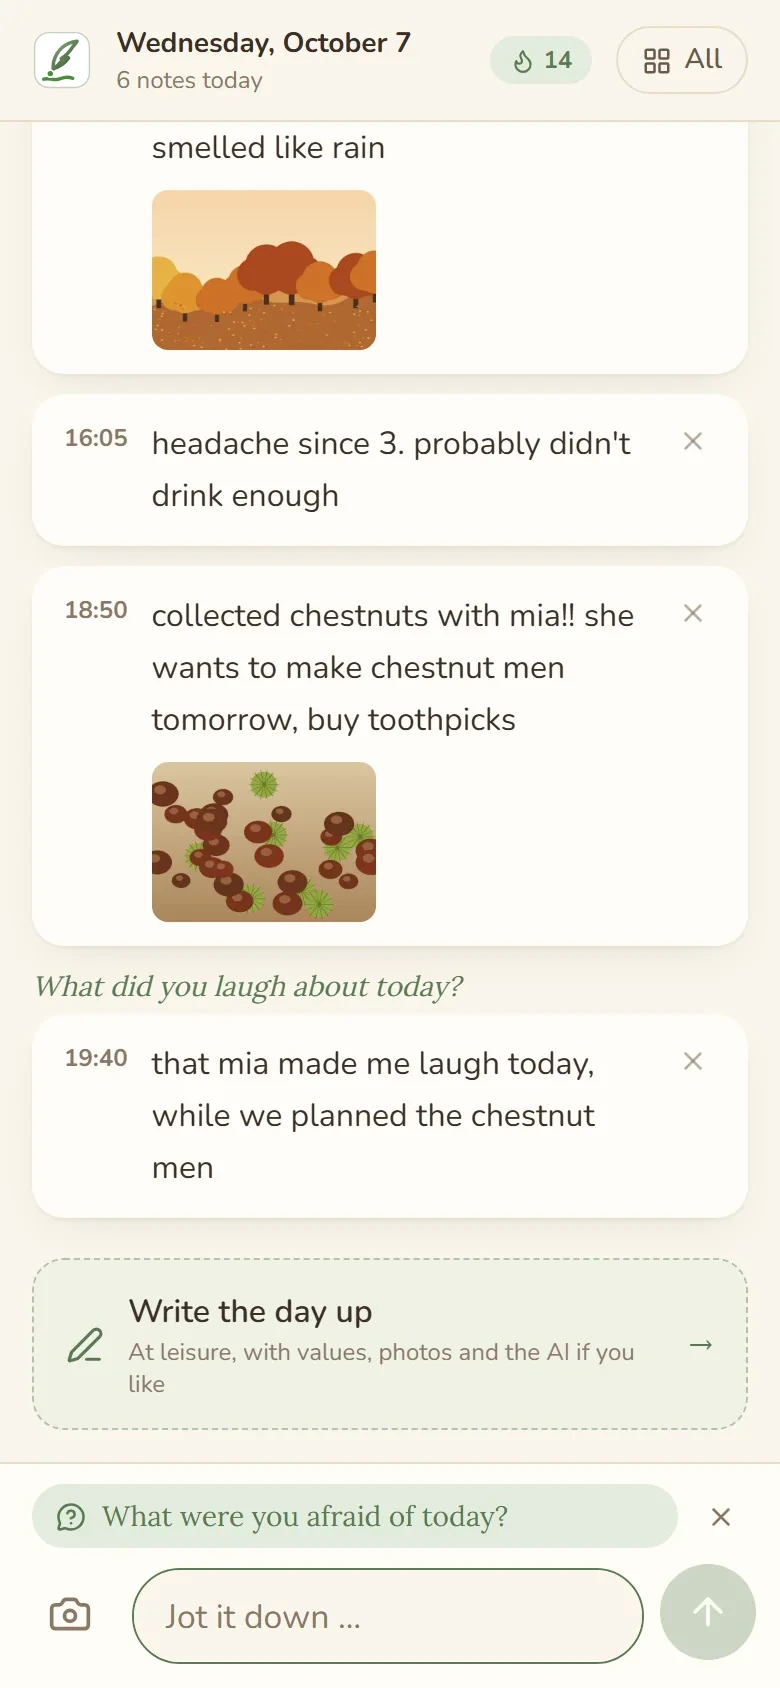 Wednesday, October 7
6 notes today
14
All
smelled like rain
16:05
headache since 3. probably didn't
drink enough
18:50
collected chestnuts with mia!! she
wants to make chestnut men
tomorrow, buy toothpicks
What did you laugh about today?
19:40
that mia made me laugh today,
while we planned the chestnut
men
Write the day up
At leisure, with values, photos and the AI if you
like
→
What were you afraid of today?
Jot it down ...